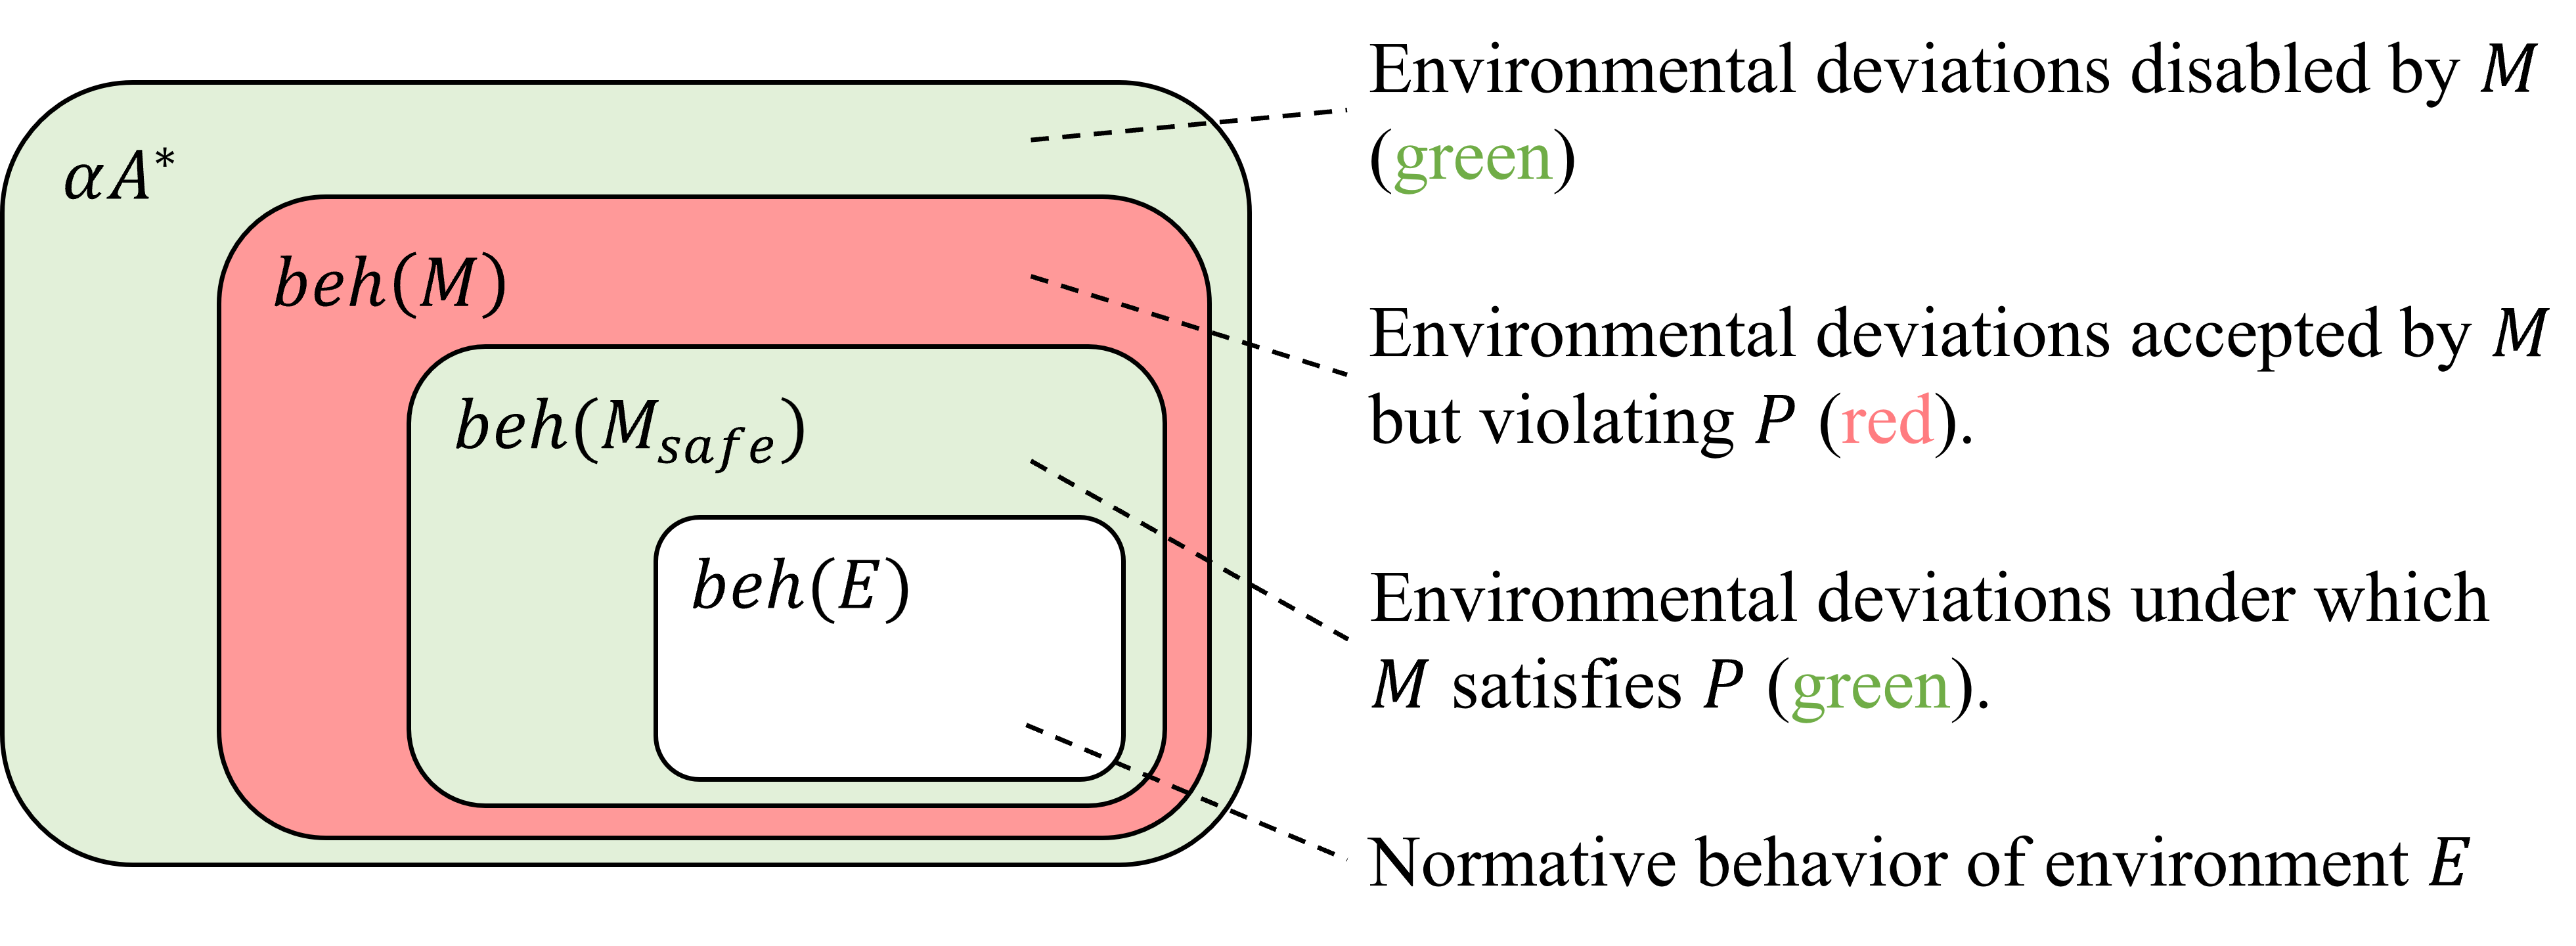 αA*
beh(M)
beh(M_safe)
beh(E)
Environmental deviations disabled by M
(green)
Environmental deviations accepted by M
but violating P (red).
Environmental deviations under which
M satisfies P (green).
Normative behavior of environment E